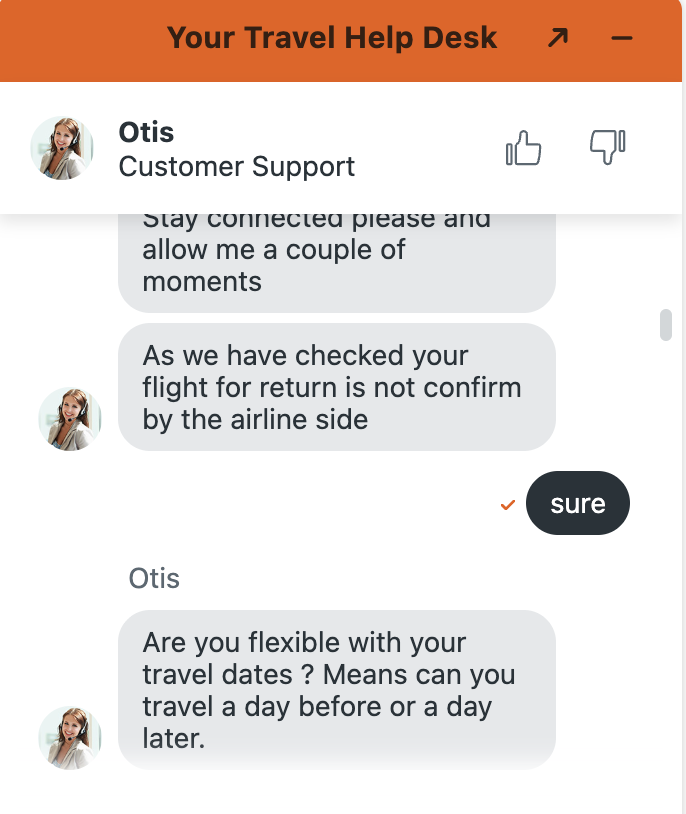 Your Travel Help Desk
Otis
Customer Support
Stay connected please and
allow me a couple of
moments
As we have checked your
flight for return is not confirm
by the airline side
sure
Otis
Are you flexible with your
travel dates ? Means can you
travel a day before or a day
later.